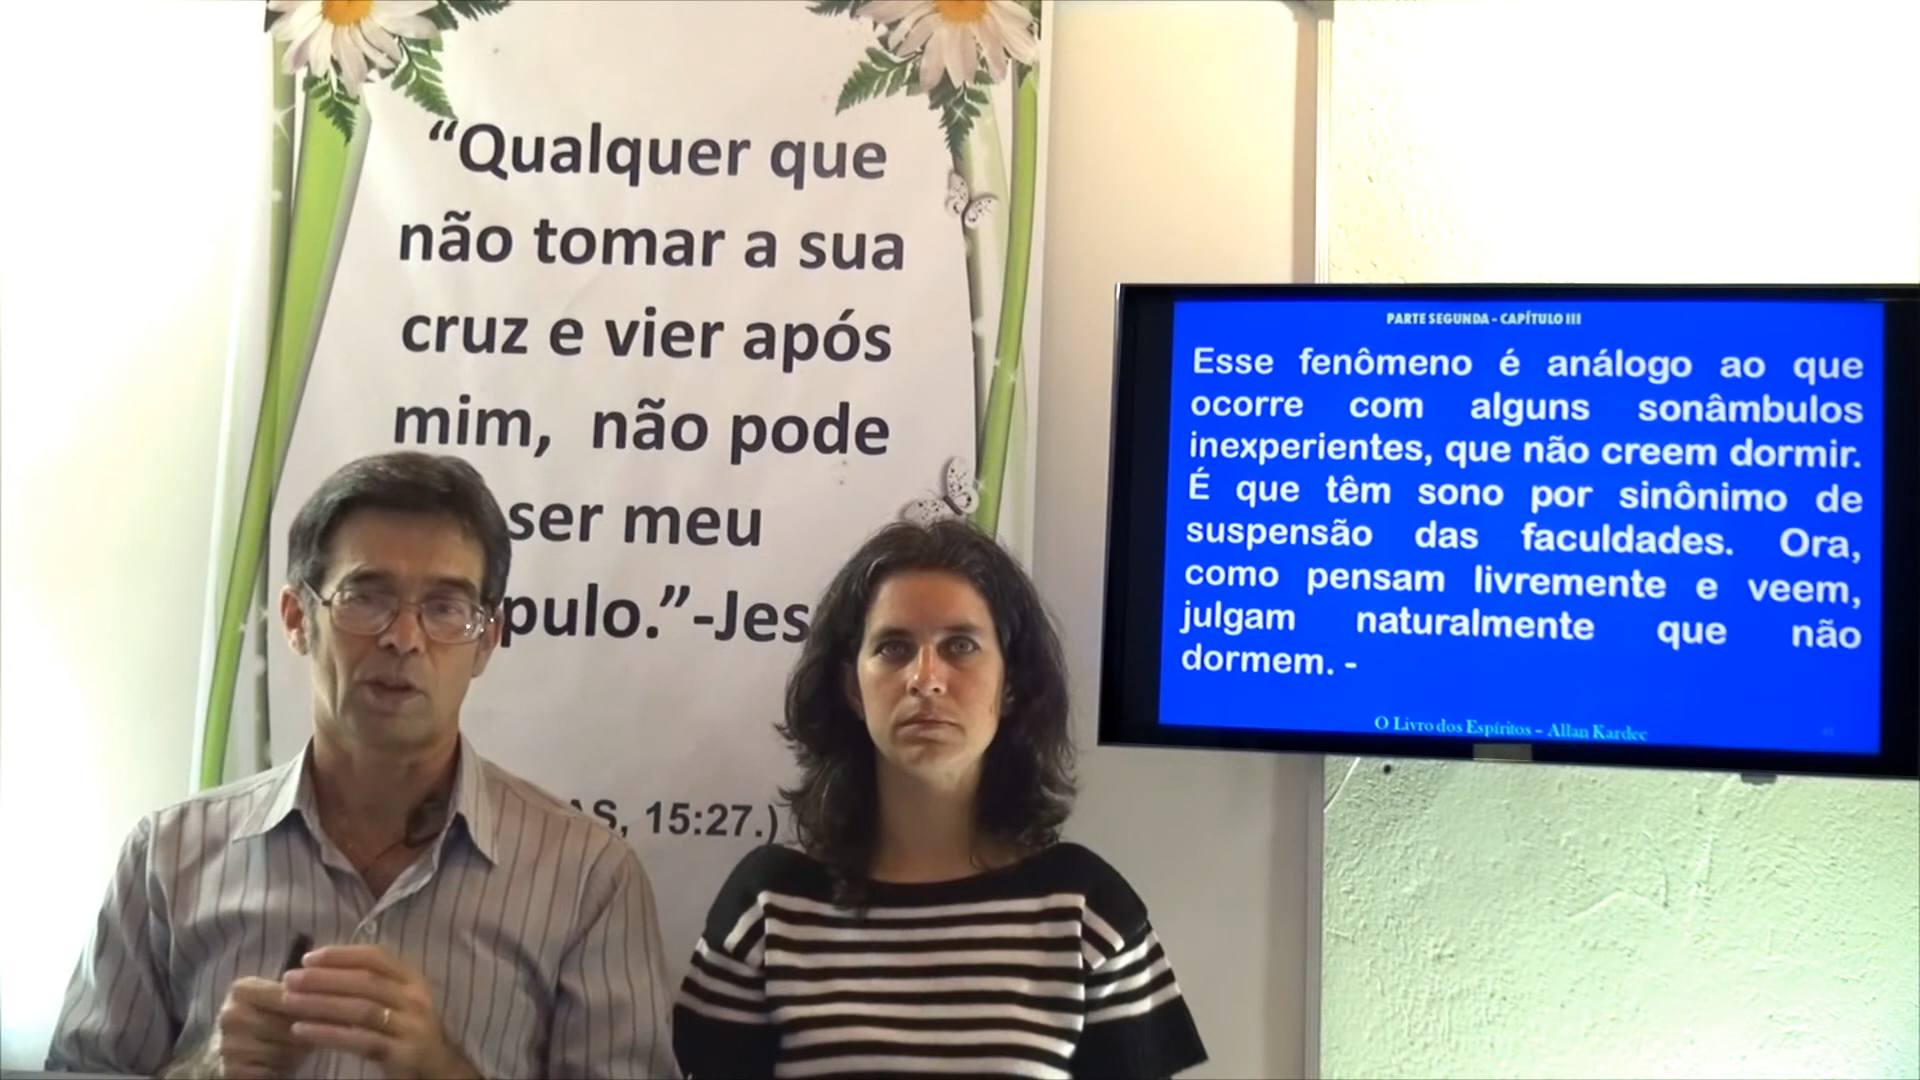 “Qualquer que
não tomar a sua
cruz e vier após
mim, não pode
ser meu
pulo.”-Jes
AS, 15:27.)
PARTE SEGUNDA - CAPÍTULO III
Esse fenômeno é análogo ao que
ocorre com alguns sonâmbulos
inexperientes, que não creem dormir.
É que têm sono por sinônimo de
suspensão das faculdades. Ora,
como pensam livremente e veem,
julgam naturalmente que não
dormem. -
O Livro dos Espíritos – Allan Kardec